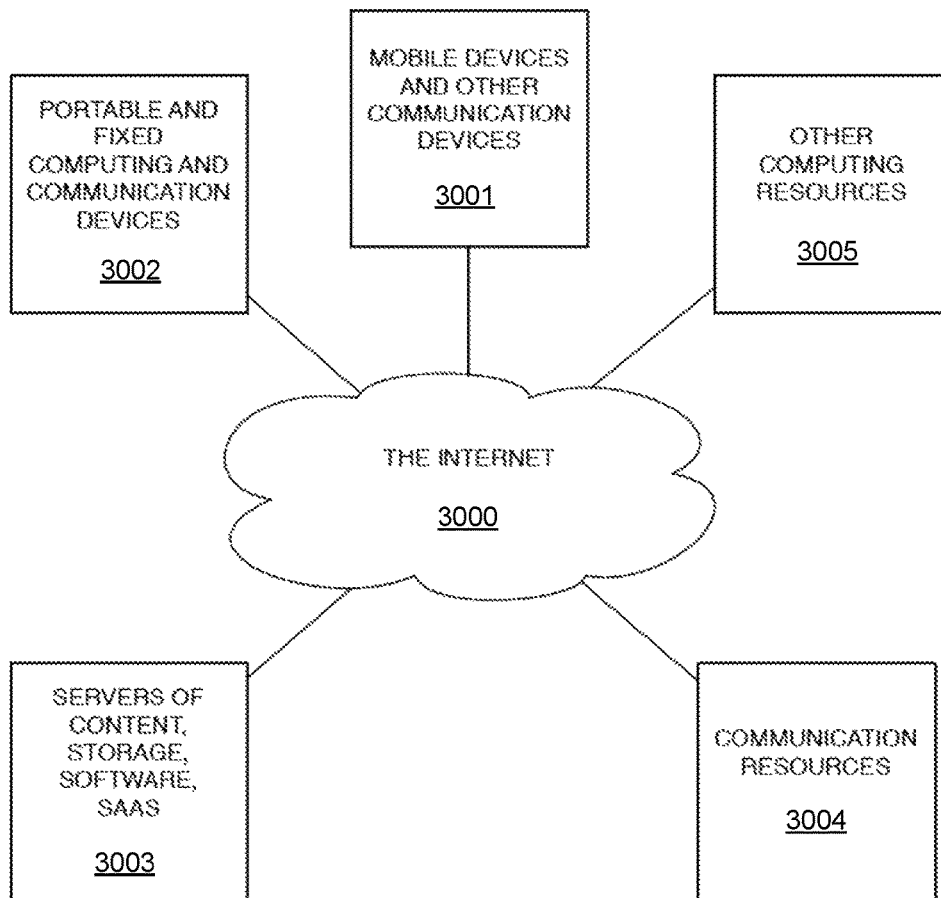 MOBILE DEVICES
AND OTHER
COMMUNICATION
DEVICES
3001
PORTABLE AND
FIXED
COMPUTING AND
COMMUNICATION
DEVICES
3002
OTHER
COMPUTING
RESOURCES
3005
THE INTERNET
3000
SERVERS OF
CONTENT,
STORAGE,
SOFTWARE,
SAAS
3003
COMMUNICATION
RESOURCES
3004